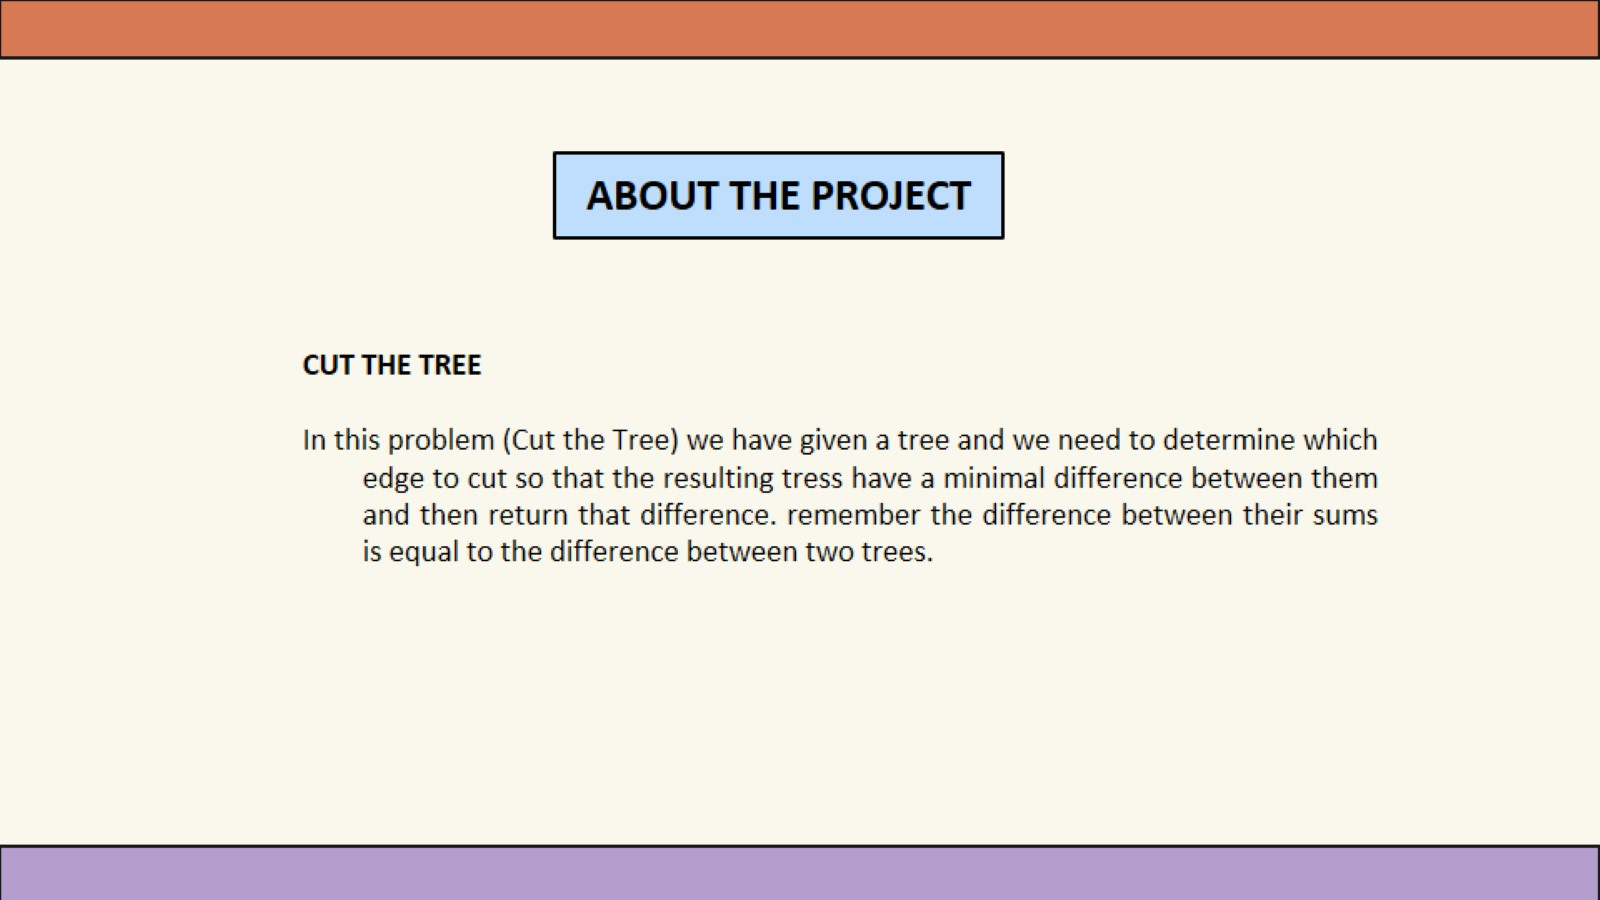 ABOUT THE PROJECT
CUT THE TREE
In this problem (Cut the Tree) we have given a tree and we need to determine which
edge to cut so that the resulting tress have a minimal difference between them
and then return that difference. remember the difference between their sums
is equal to the difference between two trees.